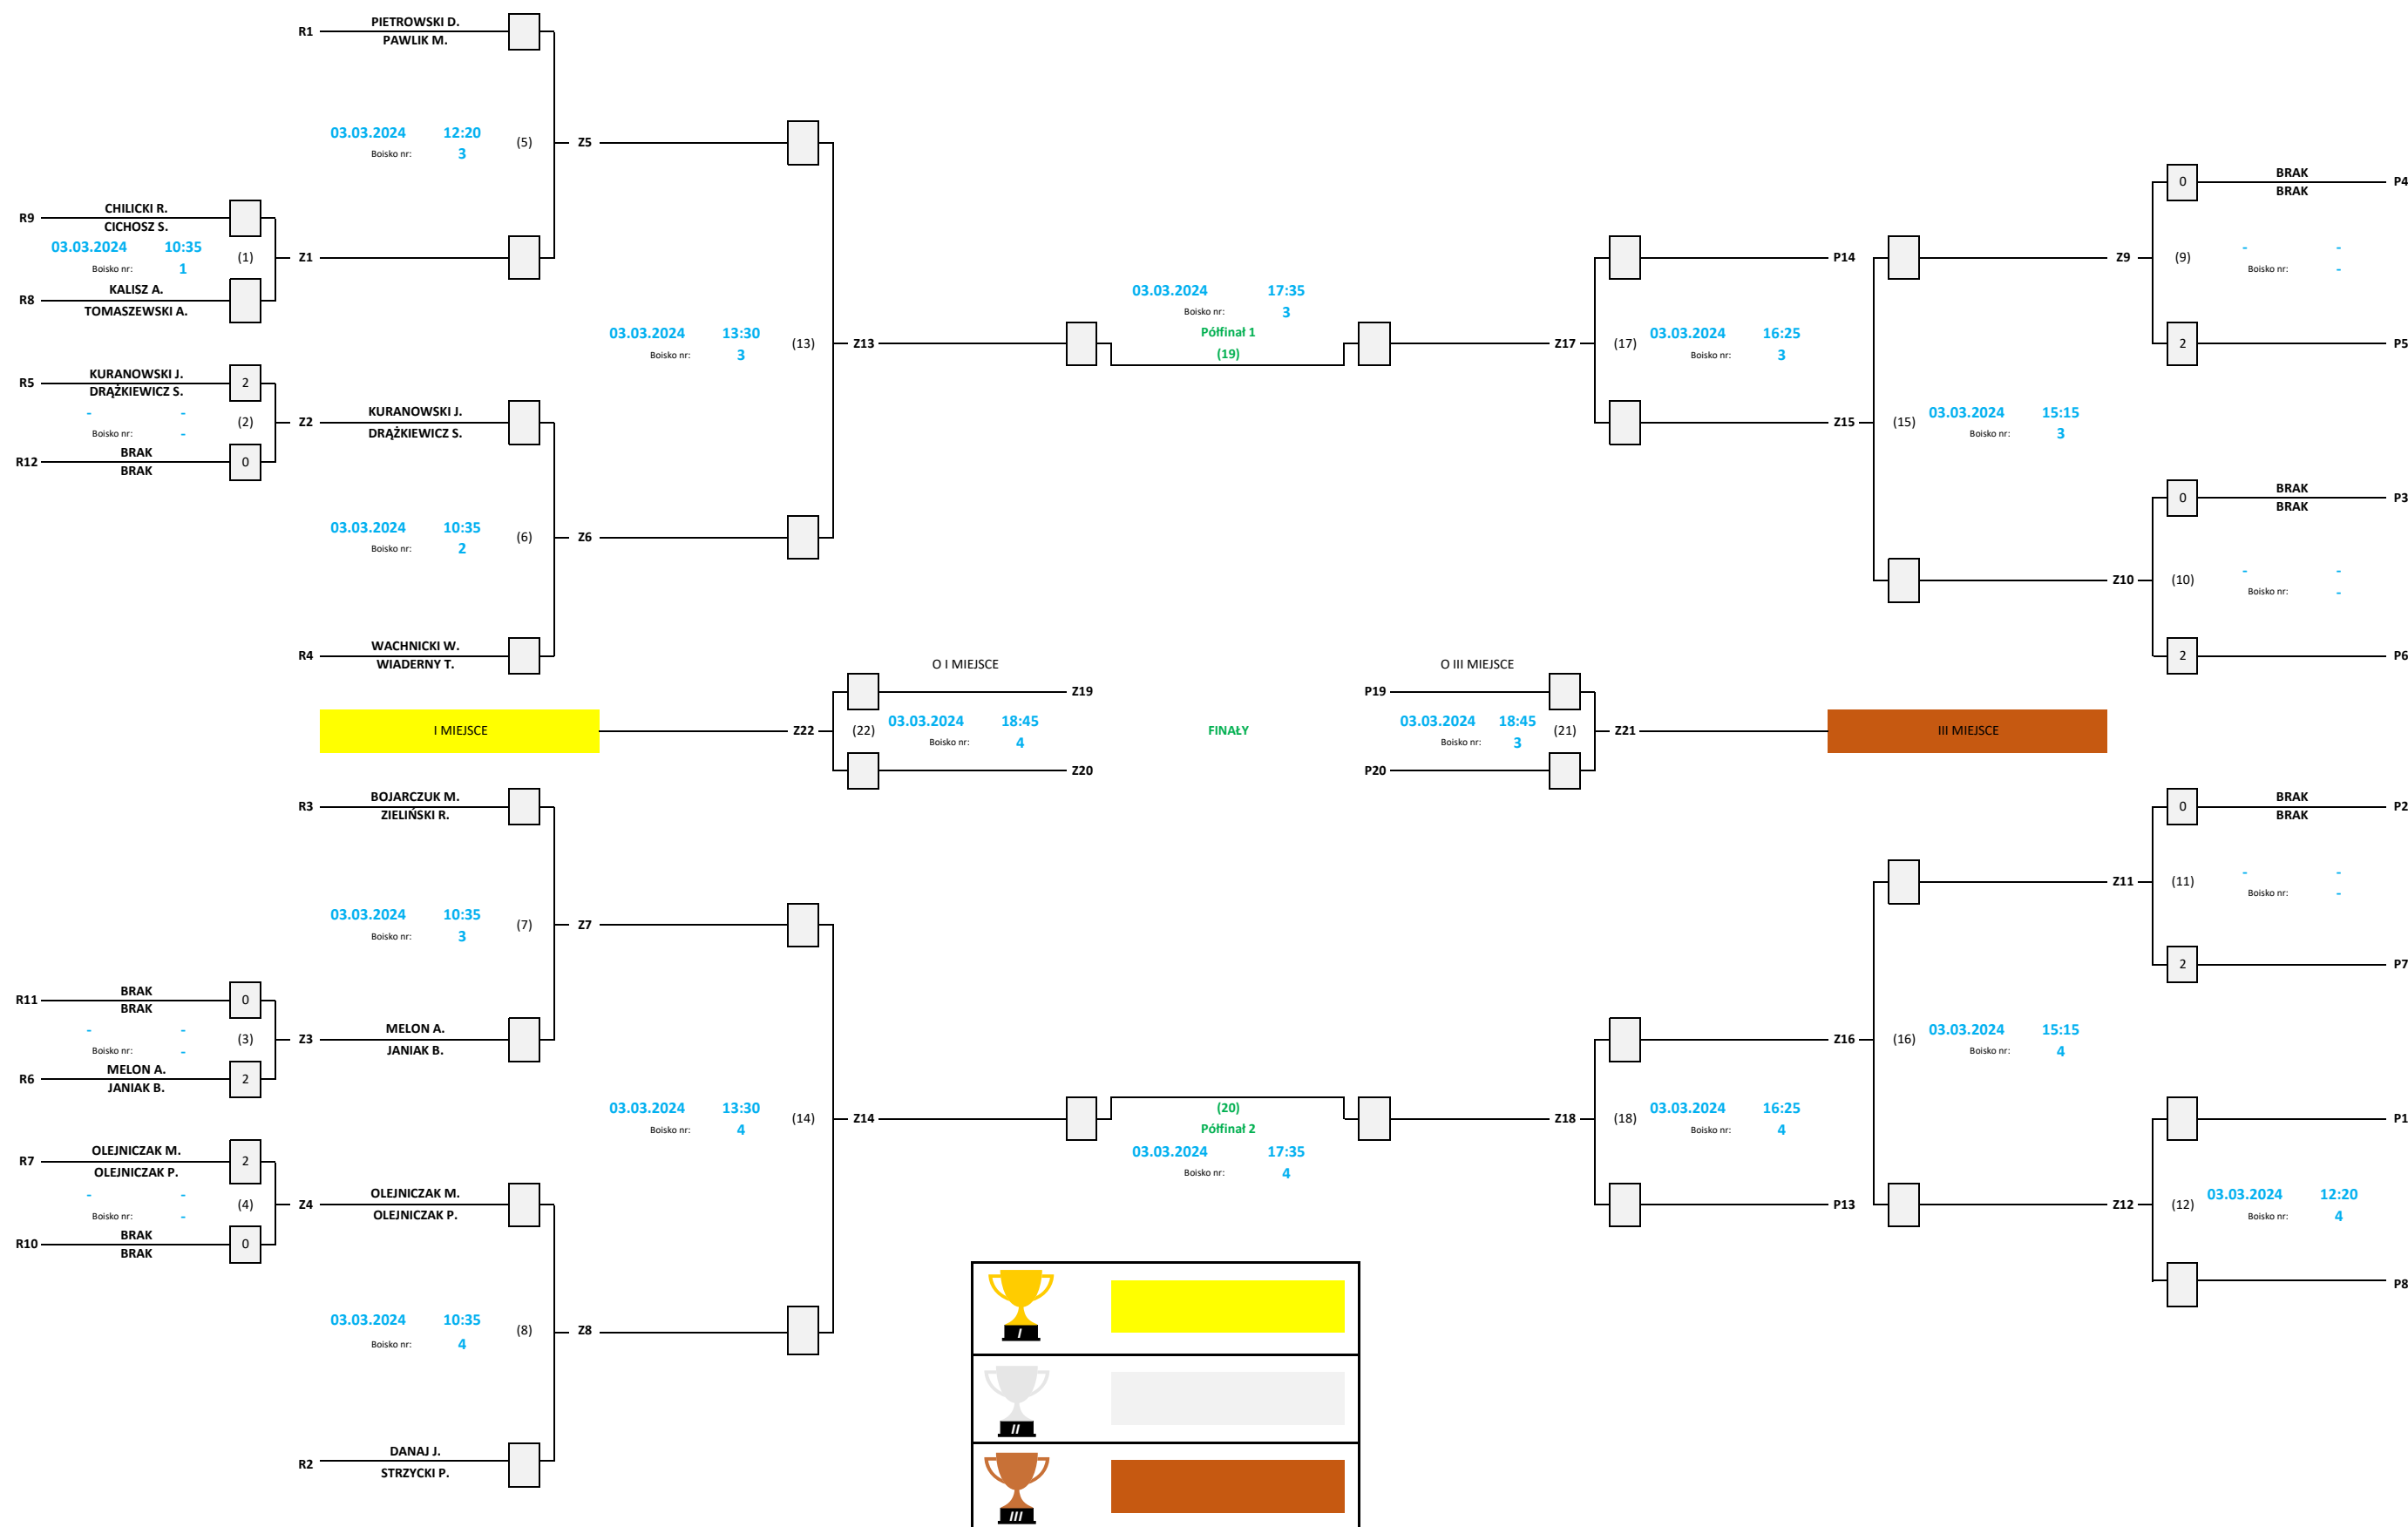 R1
PIETROWSKI D.
PAWLIK M.
03.03.2024 12:20 (5) Z5
Boisko nr: 3
R9
CHILICKI R.
CICHOSZ S.
03.03.2024 10:35
Boisko nr: 1
(1) Z1
R8
KALISZ A.
TOMASZEWSKI A.
R5
KURANOWSKI J.
DRĄŻKIEWICZ S.
2
- -
Boisko nr: -
(2) Z2
KURANOWSKI J.
DRĄŻKIEWICZ S.
R12
BRAK
BRAK
0
03.03.2024 13:30 (13) Z13
Boisko nr: 3
03.03.2024 10:35 (6) Z6
Boisko nr: 2
R4
WACHNICKI W.
WIADERNY T.
03.03.2024 17:35
Boisko nr: 3
Półfinał 1
(19)
P14
Z17 (17) 03.03.2024 16:25
Boisko nr: 3
Z15 (15) 03.03.2024 15:15
Boisko nr: 3
0
BRAK
BRAK
P4
Z9 (9) - -
Boisko nr: -
2 P5
0
BRAK
BRAK
P3
Z10 (10) - -
Boisko nr: -
2 P6
O I MIEJSCE
Z19
I MIEJSCE
Z22 (22) 03.03.2024 18:45
Boisko nr: 4
Z20
FINAŁY
O III MIEJSCE
P19
03.03.2024 18:45 (21) Z21
Boisko nr: 3
P20
III MIEJSCE
R3
BOJARCZUK M.
ZIELIŃSKI R.
03.03.2024 10:35 (7) Z7
Boisko nr: 3
R11
BRAK
BRAK
0
- -
Boisko nr: -
(3) Z3
MELON A.
JANIAK B.
R6
MELON A.
JANIAK B.
2
03.03.2024 13:30 (14) Z14
Boisko nr: 4
R7
OLEJNICZAK M.
OLEJNICZAK P.
2
- -
Boisko nr: -
(4) Z4
OLEJNICZAK M.
OLEJNICZAK P.
R10
BRAK
BRAK
0
03.03.2024 10:35 (8) Z8
Boisko nr: 4
R2
DANAJ J.
STRZYCKI P.
(20)
Półfinał 2
03.03.2024 17:35
Boisko nr: 4
Z18 (18) 03.03.2024 16:25
Boisko nr: 4
P13
Z16 (16) 03.03.2024 15:15
Boisko nr: 4
0
BRAK
BRAK
P2
Z11 (11) - -
Boisko nr: -
2 P7
P1
Z12 (12) 03.03.2024 12:20
Boisko nr: 4
P8
I
II
III